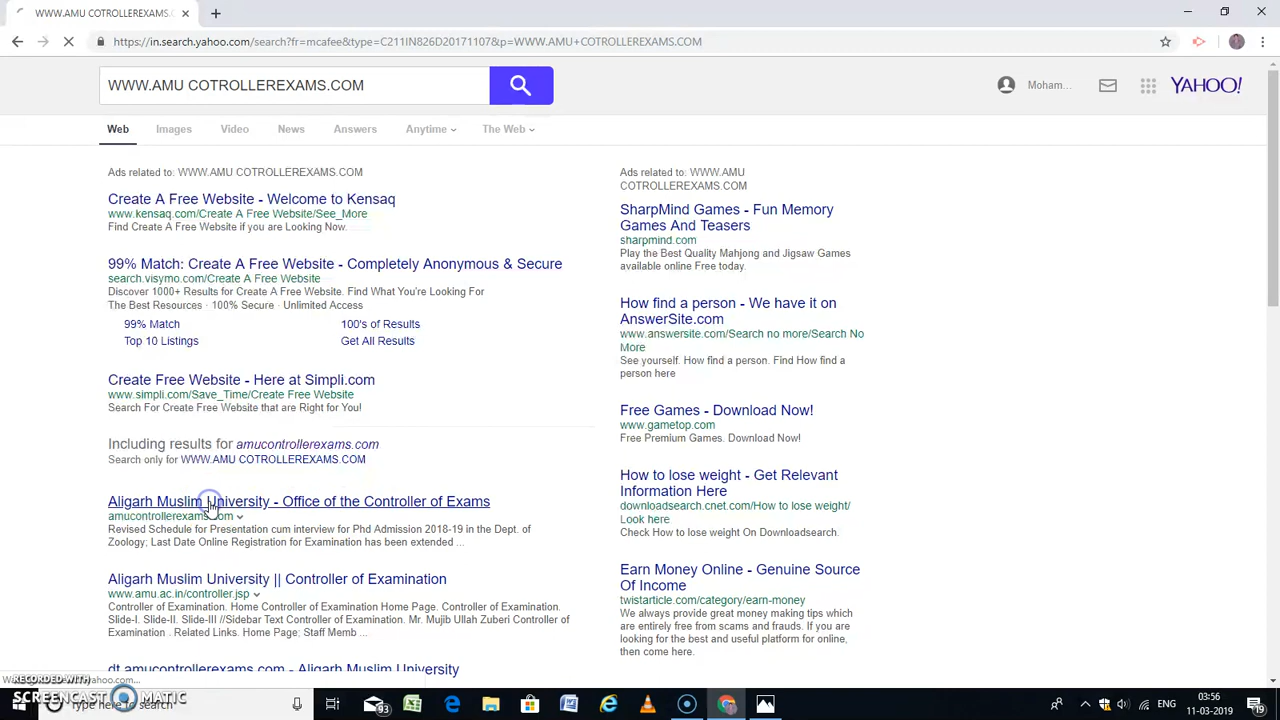 WWW.AMU COTROLLEREXAMS.C
https://in.search.yahoo.com/search?fr=mcafee&type=C211IN826D20171107&p=WWW.AMU+COTROLLEREXAMS.COM
WWW.AMU COTROLLEREXAMS.COM
Moham...
YAHOO!
Web Images Video News Answers Anytime The Web
Ads related to: WWW.AMU COTROLLEREXAMS.COM
Create A Free Website - Welcome to Kensaq
www.kensaq.com/Create A Free Website/See_More
Find Create A Free Website if you are Looking Now.
99% Match: Create A Free Website - Completely Anonymous & Secure
search.visymo.com/Create A Free Website
Discover 1000+ Results for Create A Free Website. Find What You're Looking For
The Best Resources · 100% Secure · Unlimited Access
99% Match 100's of Results
Top 10 Listings Get All Results
Create Free Website - Here at Simpli.com
www.simpli.com/Save_Time/Create Free Website
Search For Create Free Website that are Right for You!
Including results for amucontrollerexams.com
Search only for WWW.AMU COTROLLEREXAMS.COM
Aligarh Muslim University - Office of the Controller of Exams
amucontrollerexams.com
Revised Schedule for Presentation cum interview for Phd Admission 2018-19 in the Dept. of
Zoology; Last Date Online Registration for Examination has been extended ...
Aligarh Muslim University || Controller of Examination
www.amu.ac.in/controller.jsp
Controller of Examination. Home Controller of Examination Home Page. Controller of Examination.
Slide-I. Slide-II. Slide-III //Sidebar Text Controller of Examination. Mr. Mujib Ullah Zuberi Controller of
Examination . Related Links. Home Page; Staff Memb ...
dt.amucontrollerexams.com - Aligarh Muslim University
Ads related to: WWW.AMU
COTROLLEREXAMS.COM
SharpMind Games - Fun Memory
Games And Teasers
sharpmind.com
Play the Best Quality Mahjong and Jigsaw Games
available online Free today.
How find a person - We have it on
AnswerSite.com
www.answersite.com/Search no more/Search No
More
See yourself. How find a person. Find How find a
person here
Free Games - Download Now!
www.gametop.com
Free Premium Games. Download Now!
How to lose weight - Get Relevant
Information Here
downloadsearch.cnet.com/How to lose weight/
Look here
Check How to lose weight On Downloadsearch.
Earn Money Online - Genuine Source
Of Income
twistarticle.com/category/earn-money
We always provide great money making tips which
are entirely free from scams and frauds. If you are
looking for the best and useful platform for online,
then come here.
RECORDED WITH
SCREENCAST MATIC
Type here to search
93
ENG
03:56
11-03-2019
19